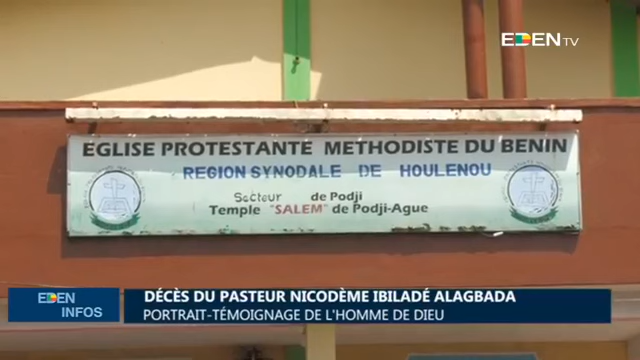 EDEN TV
ÉGLISE PROTESTANTE METHODISTE DU BENIN
REGION SYNODALE DE HOULENOU
Secteur de Podji
Temple "SALEM" de Podji-Ague
EDEN INFOS
DÉCÈS DU PASTEUR NICODÈME IBILADÉ ALAGBADA
PORTRAIT-TÉMOIGNAGE DE L'HOMME DE DIEU